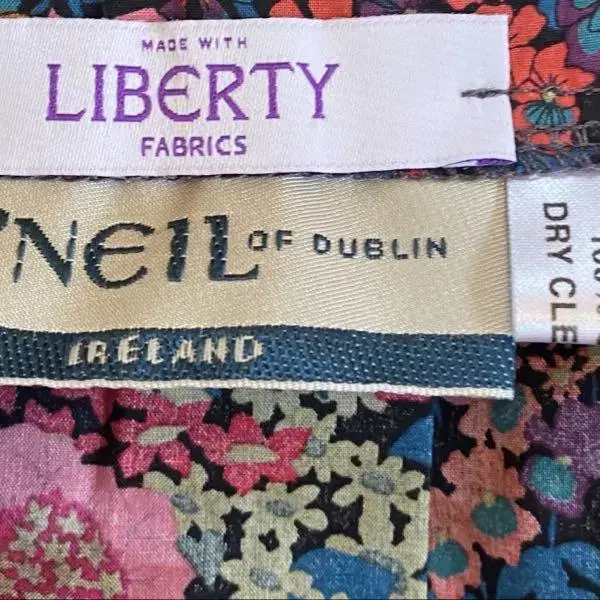 MADE WITH
LIBERTY
FABRICS
'NEIL OF DUBLIN
IRELAND
DRY CLE